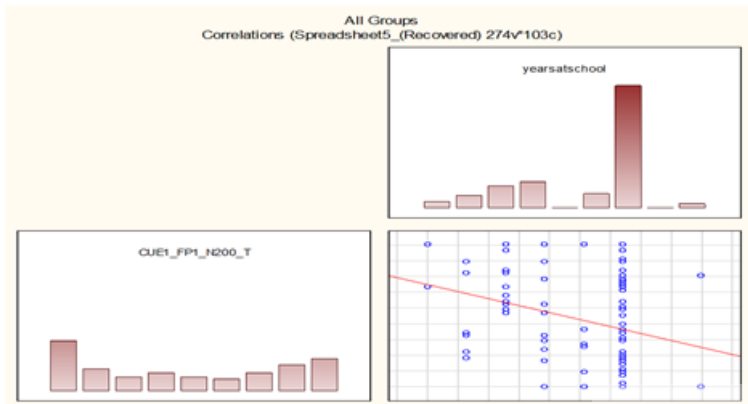 All Groups
Correlations (Spreadsheet5_(Recovered) 274v*103c)
yearsatschool
CUE1_FP1_N200_T